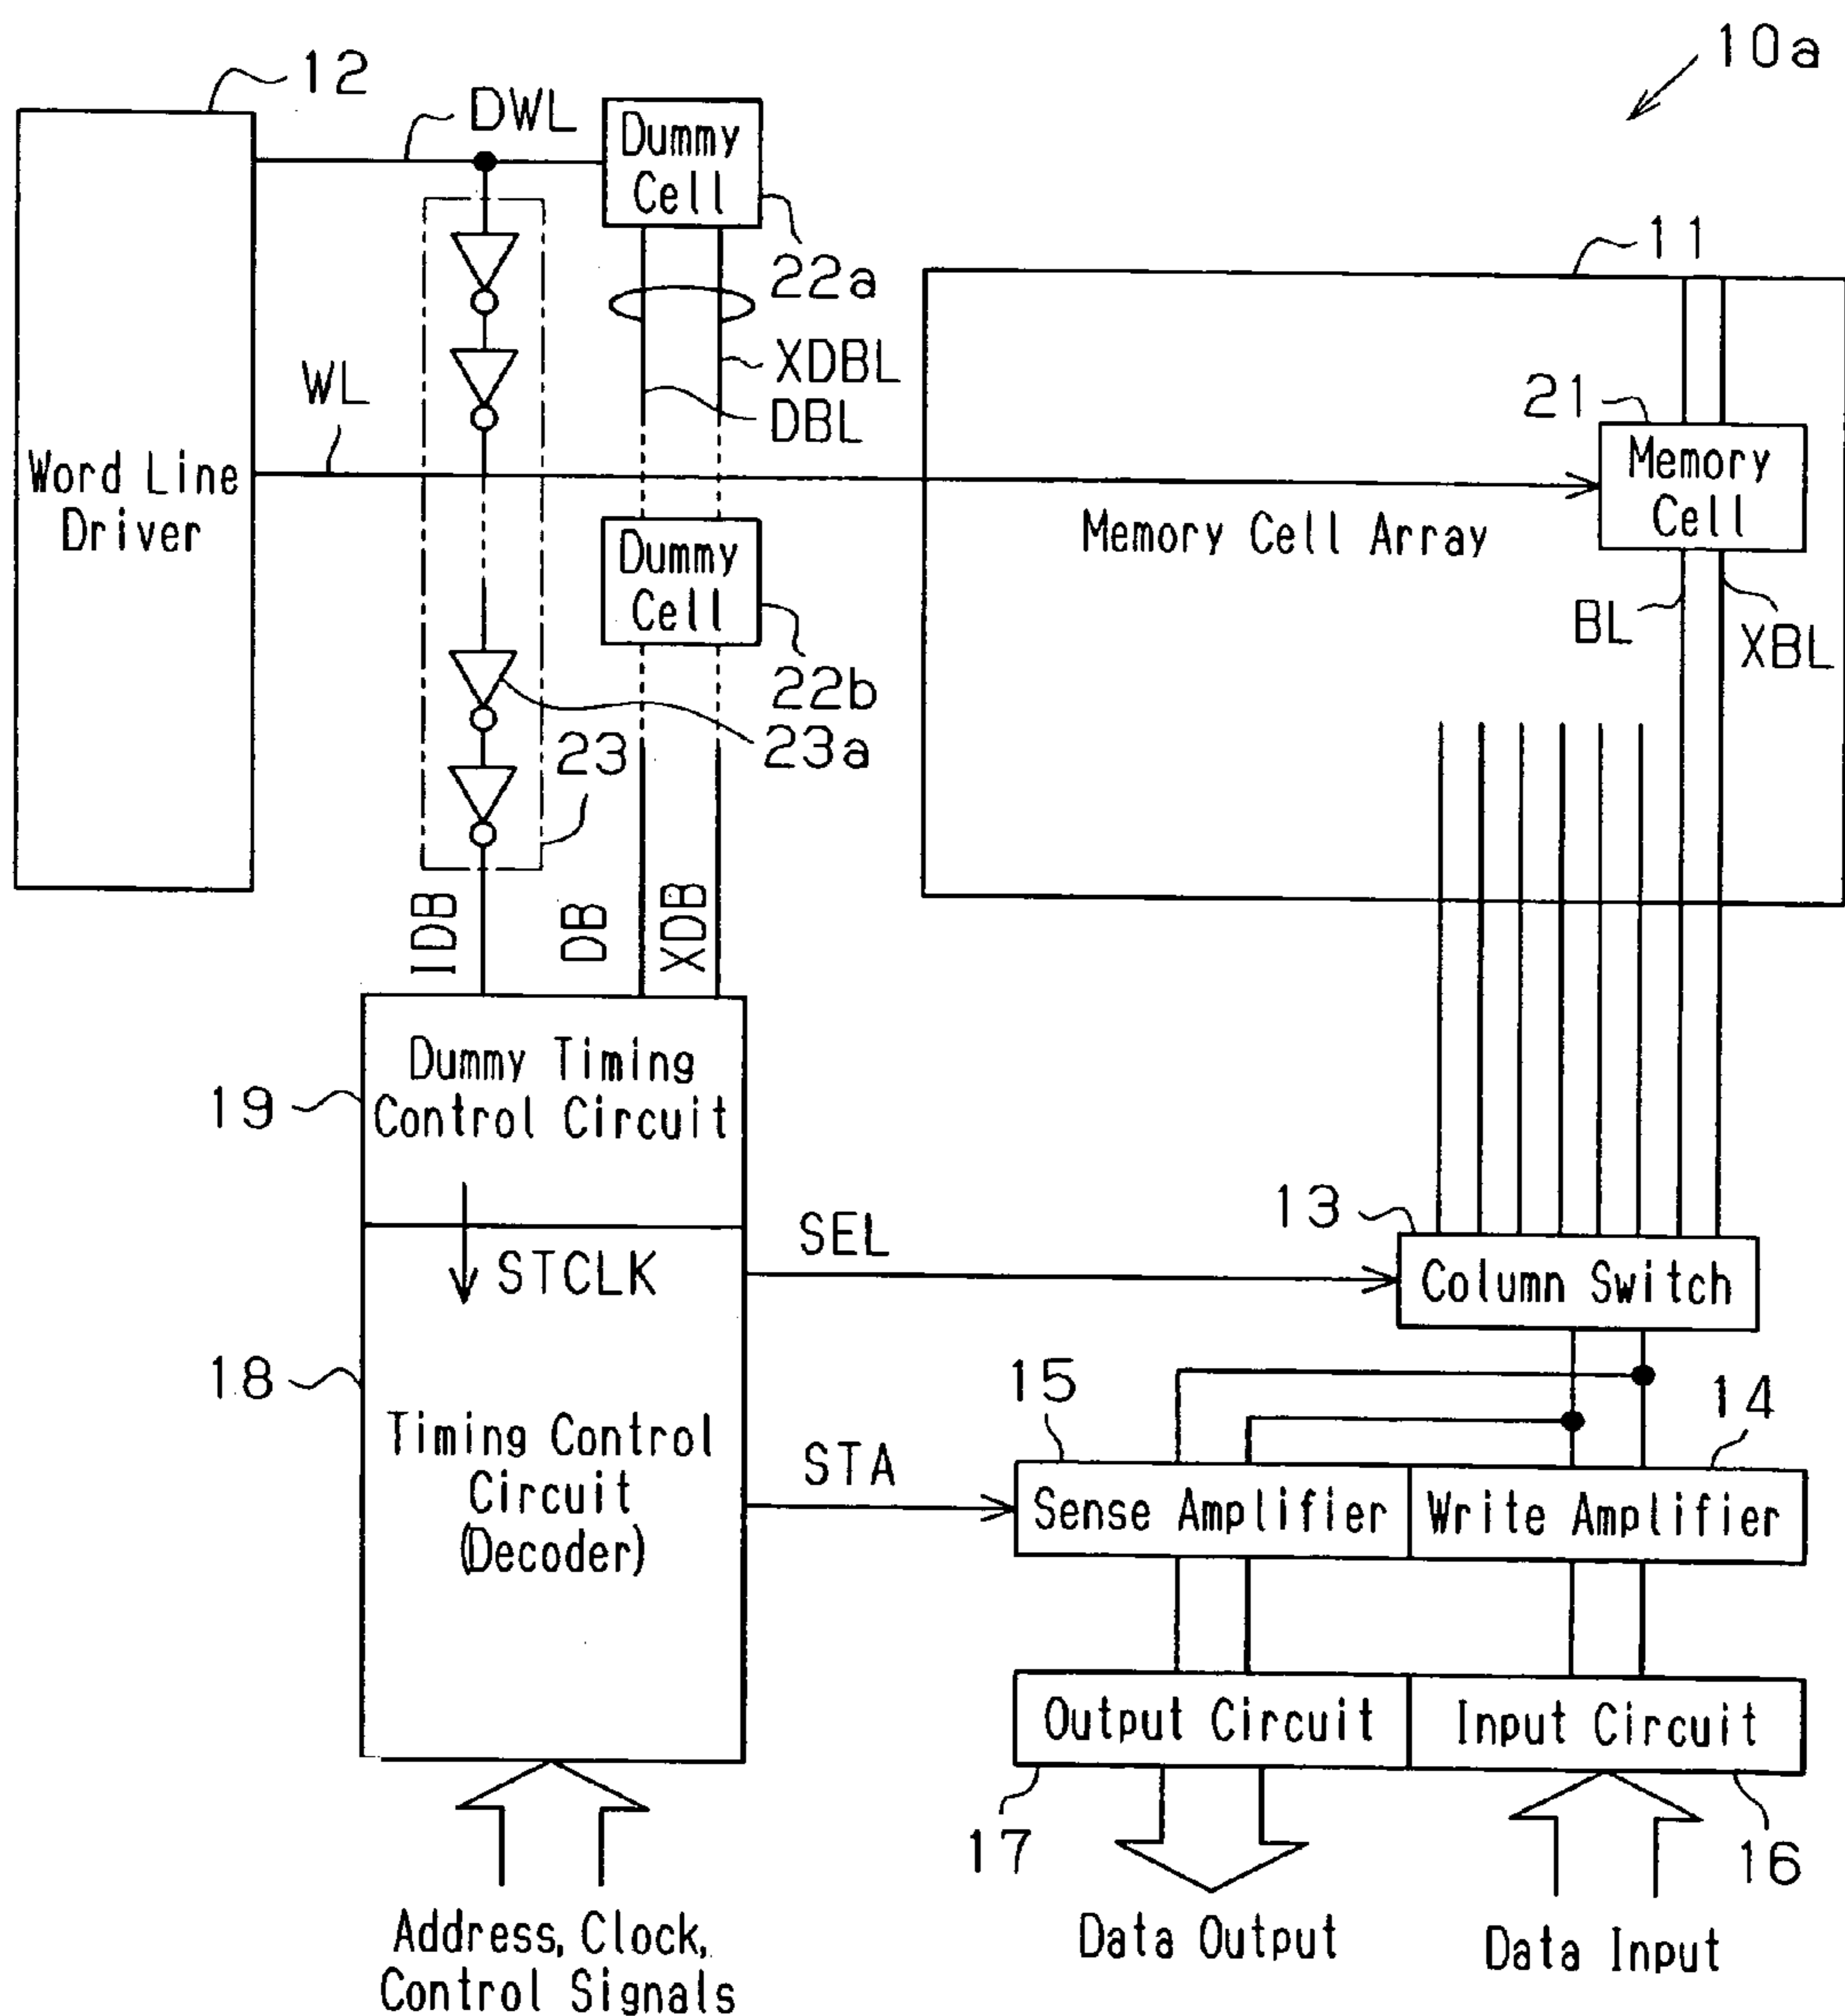 10a
12
DWL
Dummy
Cell
22a
11
XDBL
DBL
WL
21
Memory
Cell
Word Line
Driver
Memory Cell Array
Dummy
Cell
22b
BL
XBL
23a
23
IDB
DB
XDB
Dummy Timing
Control Circuit
19
STCLK
SEL
13
Column Switch
18
Timing Control
Circuit
(Decoder)
STA
15
14
Sense Amplifier
Write Amplifier
Output Circuit
Input Circuit
17
16
Address, Clock,
Control Signals
Data Output
Data Input